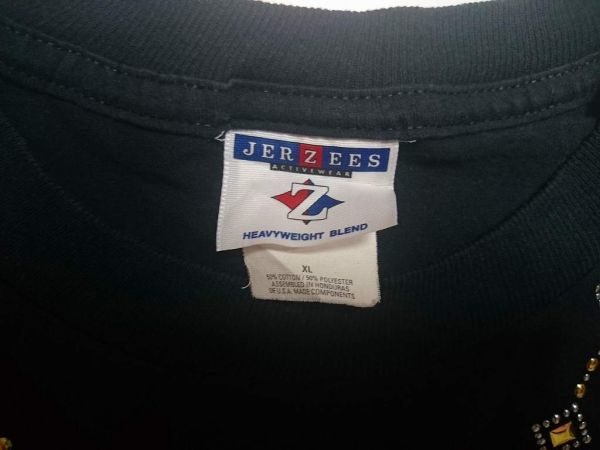 JERZEES
ACTIVEWEAR
Z
HEAVYWEIGHT BLEND
XL
50% COTTON / 50% POLYESTER
ASSEMBLED IN HONDURAS
OF U.S.A. MADE COMPONENTS